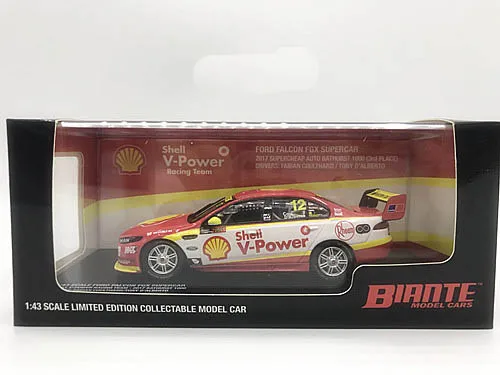 Shell
V-Power
Racing Team
FORD FALCON FGX SUPERCAR
2017 SUPERCHEAP AUTO BATHURST 1000 (3rd PLACE)
DRIVERS: FABIAN COULTHARD / TONY D'ALBERTO
12
Shell
V-Power
Rheem
1:43 SCALE LIMITED EDITION COLLECTABLE MODEL CAR
BIANTE
MODEL CARS